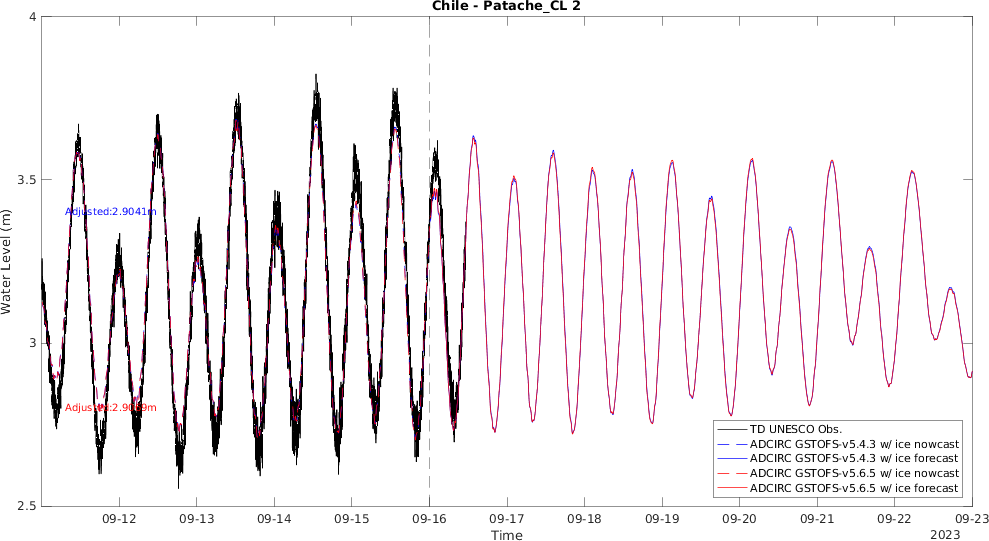 Chile - Patache_CL 2
Water Level (m)
4
3.5
3
2.5
Adjusted:2.9041m
09-12
09-13
09-14
09-15
09-16
09-17
09-18
09-19
09-20
09-21
09-22
09-23
Time
2023
TD UNESCO Obs.
ADCIRC GSTOFS-v5.4.3 w/ ice nowcast
ADCIRC GSTOFS-v5.4.3 w/ ice forecast
ADCIRC GSTOFS-v5.6.5 w/ ice nowcast
ADCIRC GSTOFS-v5.6.5 w/ ice forecast